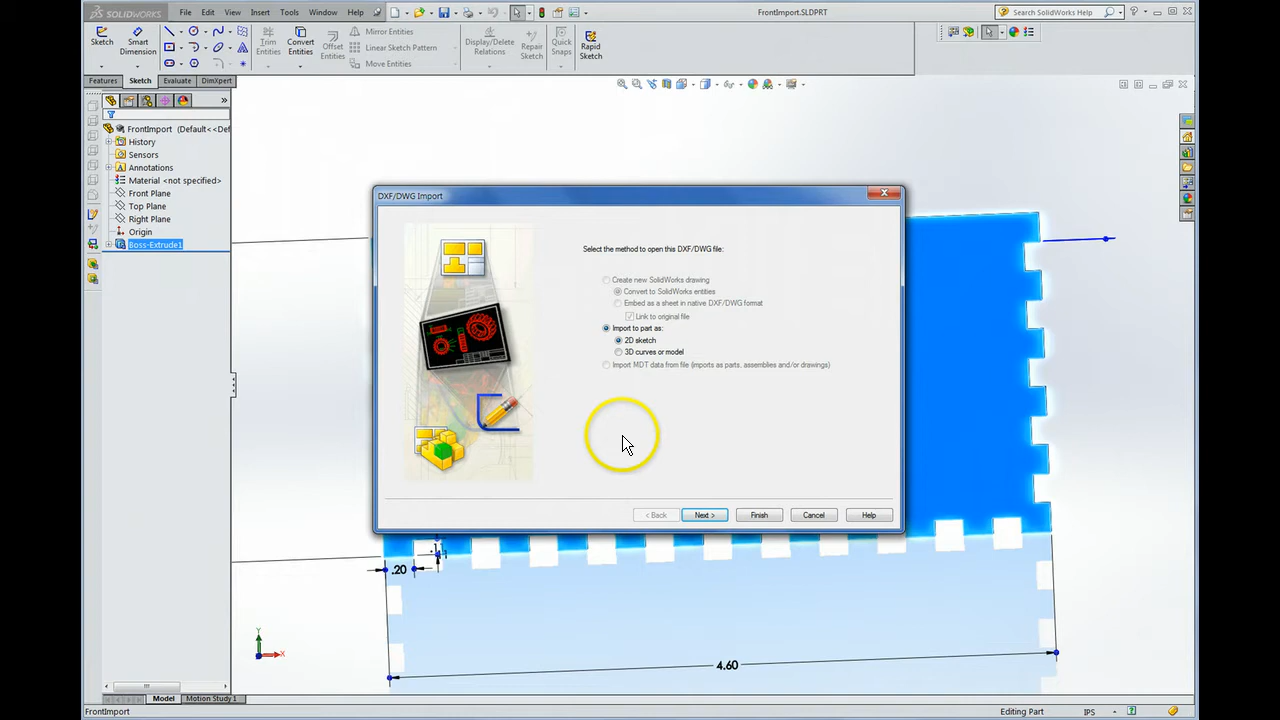 SOLIDWORKS File Edit View Insert Tools Window Help FrontImport.SLDPRT Search SolidWorks Help
Sketch Smart Dimension Trim Entities Convert Entities Offset Entities Mirror Entities Display/Delete Relations Repair Sketch Quick Snaps Rapid Sketch
Linear Sketch Pattern
Move Entities
Features Sketch Evaluate DimXpert
FrontImport (Default<<Def
History
Sensors
Annotations
Material <not specified>
Front Plane
Top Plane
Right Plane
Origin
Boss-Extrude1
DXF/DWG Import
Select the method to open this DXF/DWG file:
Create new SolidWorks drawing
Convert to SolidWorks entities
Embed as a sheet in native DXF/DWG format
Link to original file
Import to part as:
2D sketch
3D curves or model
Import MDT data from file (imports as parts, assemblies and/or drawings)
< Back Next > Finish Cancel Help
.20
4.60
Y
X
Model Motion Study 1
FrontImport Editing Part IPS